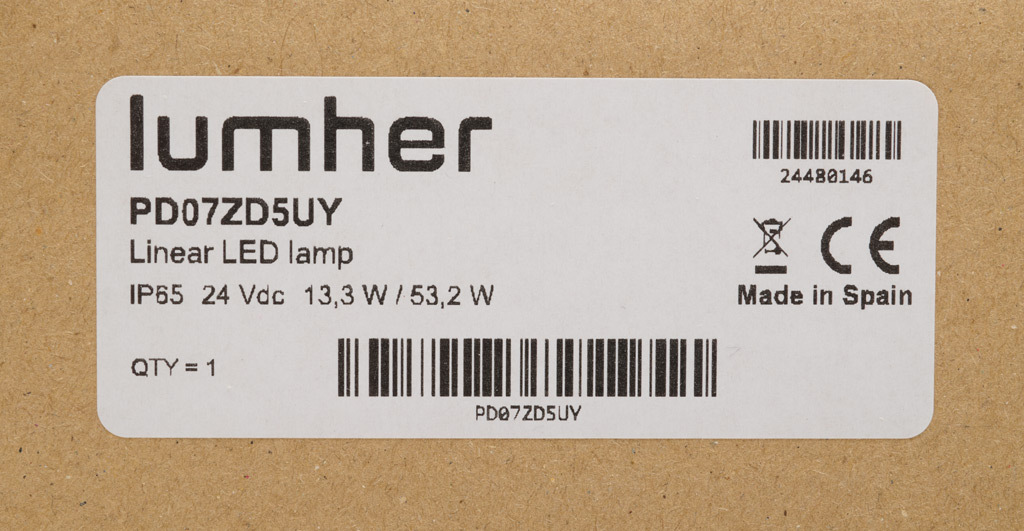 lumher
24480146
PD07ZD5UY
Linear LED lamp
IP65 24 Vdc 13,3 W / 53,2 W
CE
Made in Spain
QTY = 1
PD07ZD5UY